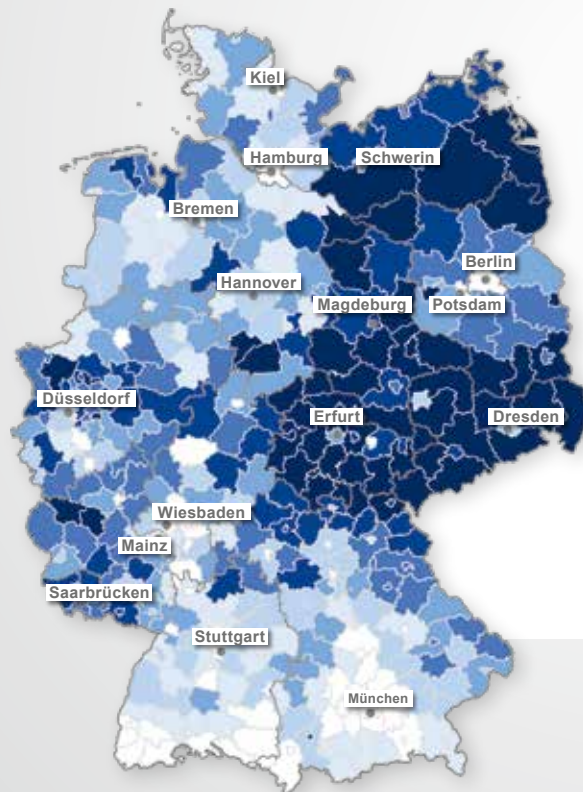 Kiel
Hamburg
Schwerin
Bremen
Berlin
Hannover
Magdeburg
Potsdam
Düsseldorf
Erfurt
Dresden
Wiesbaden
Mainz
Saarbrücken
Stuttgart
München